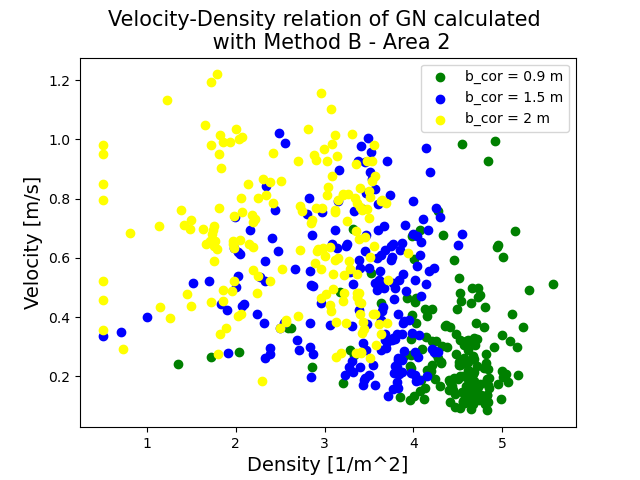 Velocity-Density relation of GN calculated
with Method B - Area 2
b_cor = 0.9 m
b_cor = 1.5 m
b_cor = 2 m
Velocity [m/s]
1.2
1.0
0.8
0.6
0.4
0.2
1 2 3 4 5
Density [1/m^2]